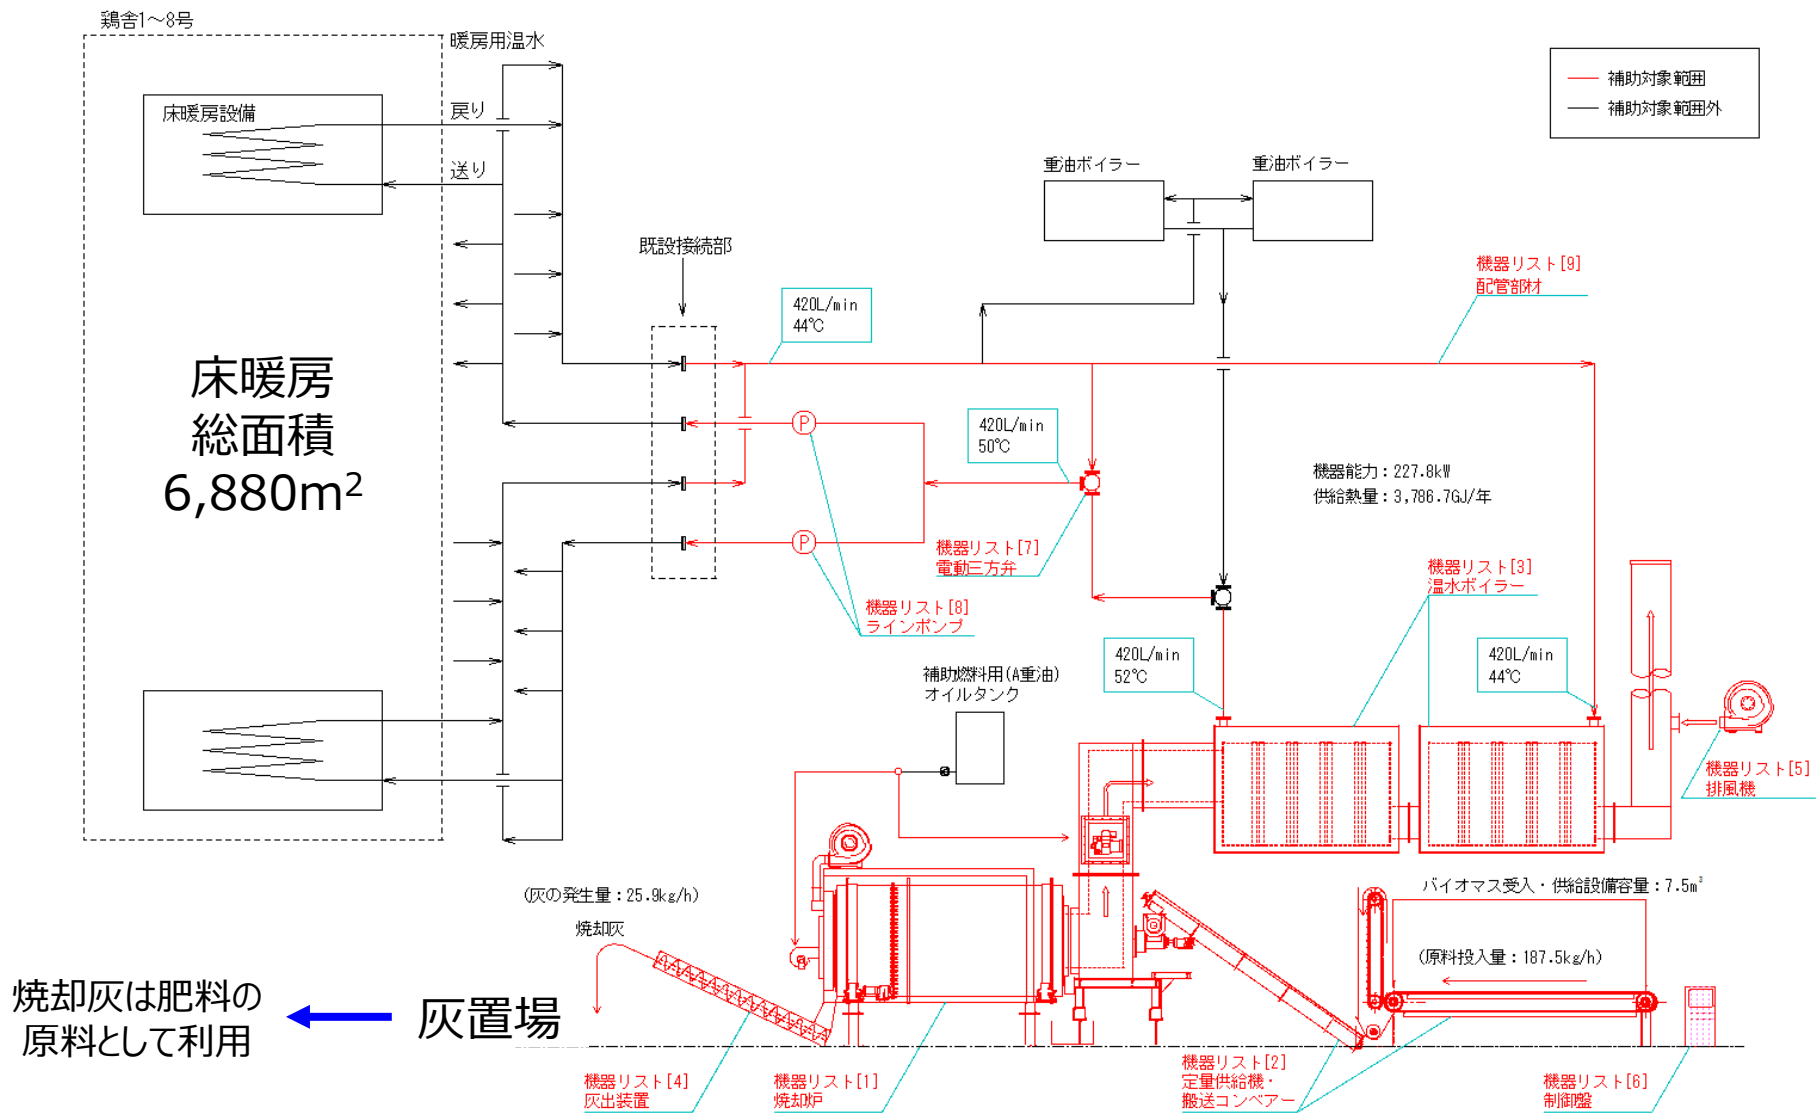 鶏舎1～8号
暖房用温水
床暖房設備
戻り
送り
補助対象範囲
補助対象範囲外
重油ボイラー
重油ボイラー
既設接続部
機器リスト[9]
配管部材
420L/min
44℃
床暖房
総面積
6,880m²
420L/min
50℃
機器能力：227.8kW
供給熱量：3,786.7GJ/年
機器リスト[7]
電動三方弁
機器リスト[3]
温水ボイラー
機器リスト[8]
ラインポンプ
P
P
420L/min
52℃
420L/min
44℃
補助燃料用(A重油)
オイルタンク
機器リスト[5]
排風機
(灰の発生量：25.9kg/h)
焼却灰
バイオマス受入・供給設備容量：7.5m³
(原料投入量：187.5kg/h)
焼却灰は肥料の
原料として利用
灰置場
機器リスト[4]
灰出装置
機器リスト[1]
焼却炉
機器リスト[2]
定量供給機・
搬送コンベアー
機器リスト[6]
制御盤